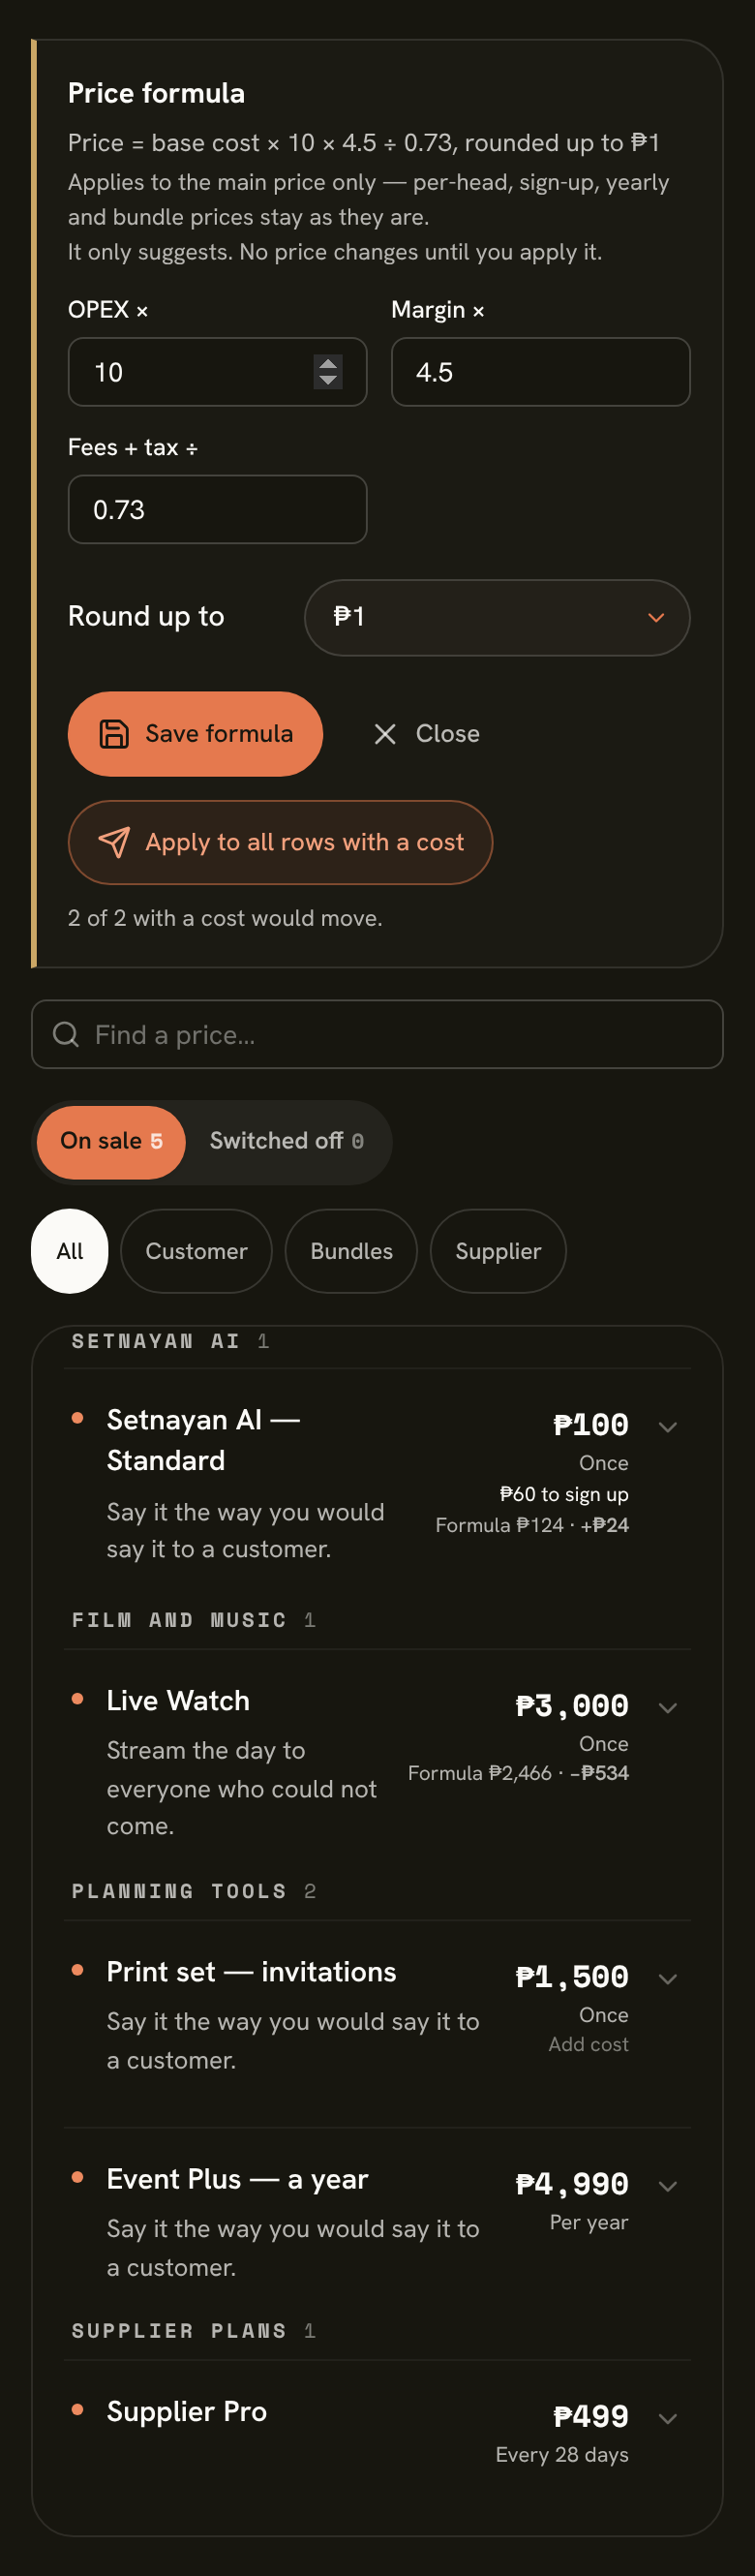 Price formula
Price = base cost × 10 × 4.5 ÷ 0.73, rounded up to ₱1
Applies to the main price only — per-head, sign-up, yearly
and bundle prices stay as they are.
It only suggests. No price changes until you apply it.
OPEX × Margin ×
10 4.5
Fees + tax ÷
0.73
Round up to ₱1
Save formula Close
Apply to all rows with a cost
2 of 2 with a cost would move.
Find a price...
On sale 5 Switched off 0
All Customer Bundles Supplier
SETNAYAN AI 1
Setnayan AI — ₱100
Standard Once
₱60 to sign up
Say it the way you would Formula ₱124 · +₱24
say it to a customer.
FILM AND MUSIC 1
Live Watch ₱3,000
Stream the day to Once
everyone who could not Formula ₱2,466 · −₱534
come.
PLANNING TOOLS 2
Print set — invitations ₱1,500
Say it the way you would say it to Once
a customer. Add cost
Event Plus — a year ₱4,990
Say it the way you would say it to Per year
a customer.
SUPPLIER PLANS 1
Supplier Pro ₱499
Every 28 days